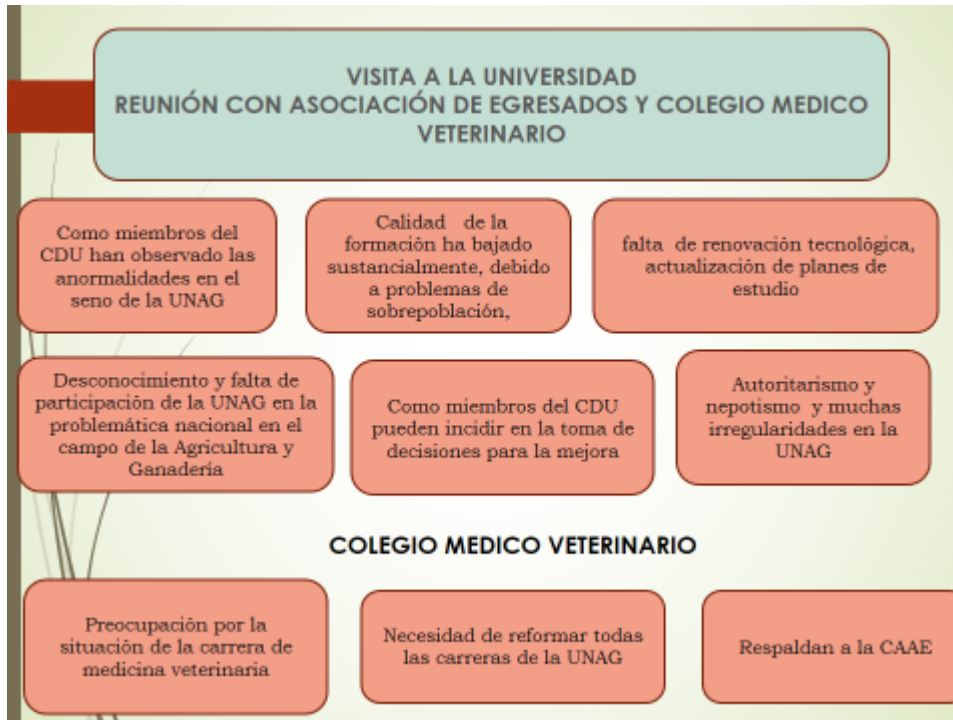 VISITA A LA UNIVERSIDAD
REUNIÓN CON ASOCIACIÓN DE EGRESADOS Y COLEGIO MEDICO
VETERINARIO
Como miembros del
CDU han observado las
anormalidades en el
seno de la UNAG
Calidad de la
formación ha bajado
sustancialmente, debido
a problemas de
sobrepoblación,
falta de renovación tecnológica,
actualización de planes de
estudio
Desconocimiento y falta de
participación de la UNAG en la
problemática nacional en el
campo de la Agricultura y
Ganadería
Como miembros del CDU
pueden incidir en la toma de
decisiones para la mejora
Autoritarismo y
nepotismo y muchas
irregularidades en la
UNAG
COLEGIO MEDICO VETERINARIO
Preocupación por la
situación de la carrera de
medicina veterinaria
Necesidad de reformar todas
las carreras de la UNAG
Respaldan a la CAAE